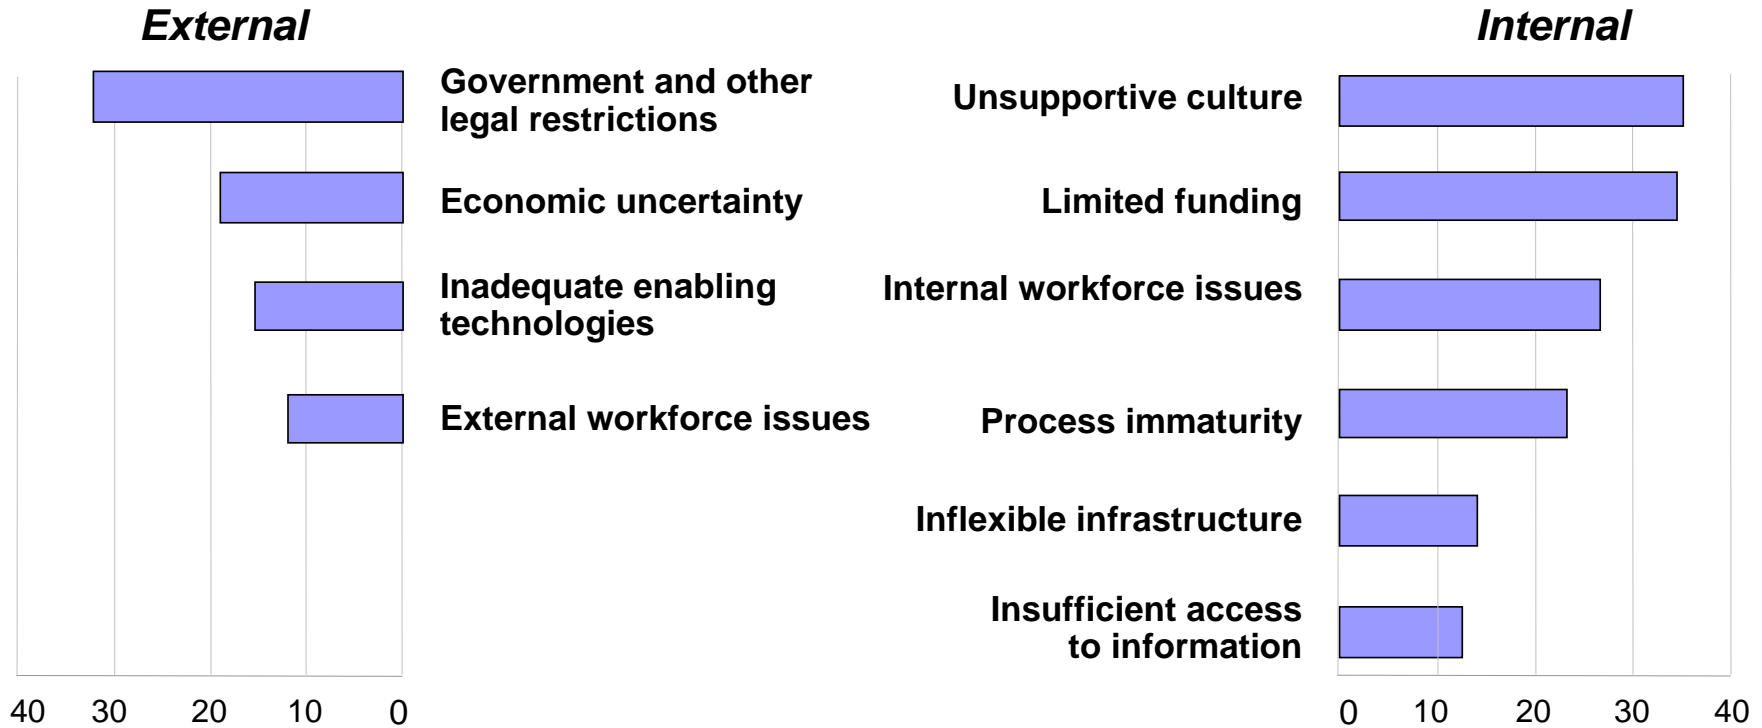 External
Internal
Government and other
legal restrictions
Economic uncertainty
Inadequate enabling
technologies
External workforce issues
40 30 20 10 0
Unsupportive culture
Limited funding
Internal workforce issues
Process immaturity
Inflexible infrastructure
Insufficient access
to information
0 10 20 30 40